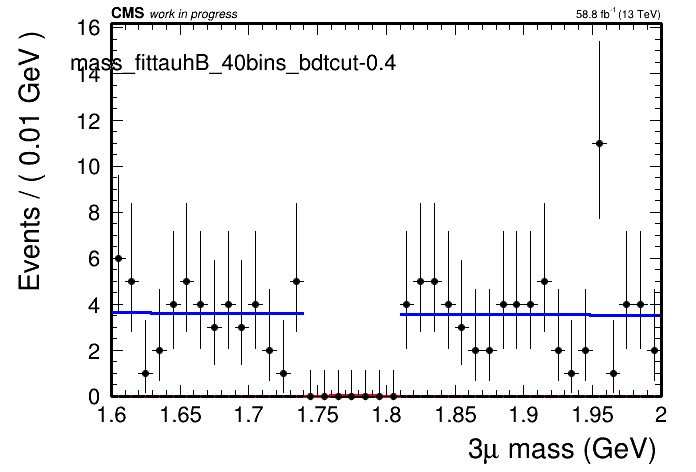 CMS work in progress
58.8 fb-1 (13 TeV)
mass_fittauhB_40bins_bdtcut-0.4
Events / ( 0.01 GeV )
16
14
12
10
8
6
4
2
0
1.6 1.65 1.7 1.75 1.8 1.85 1.9 1.95 2
3μ mass (GeV)